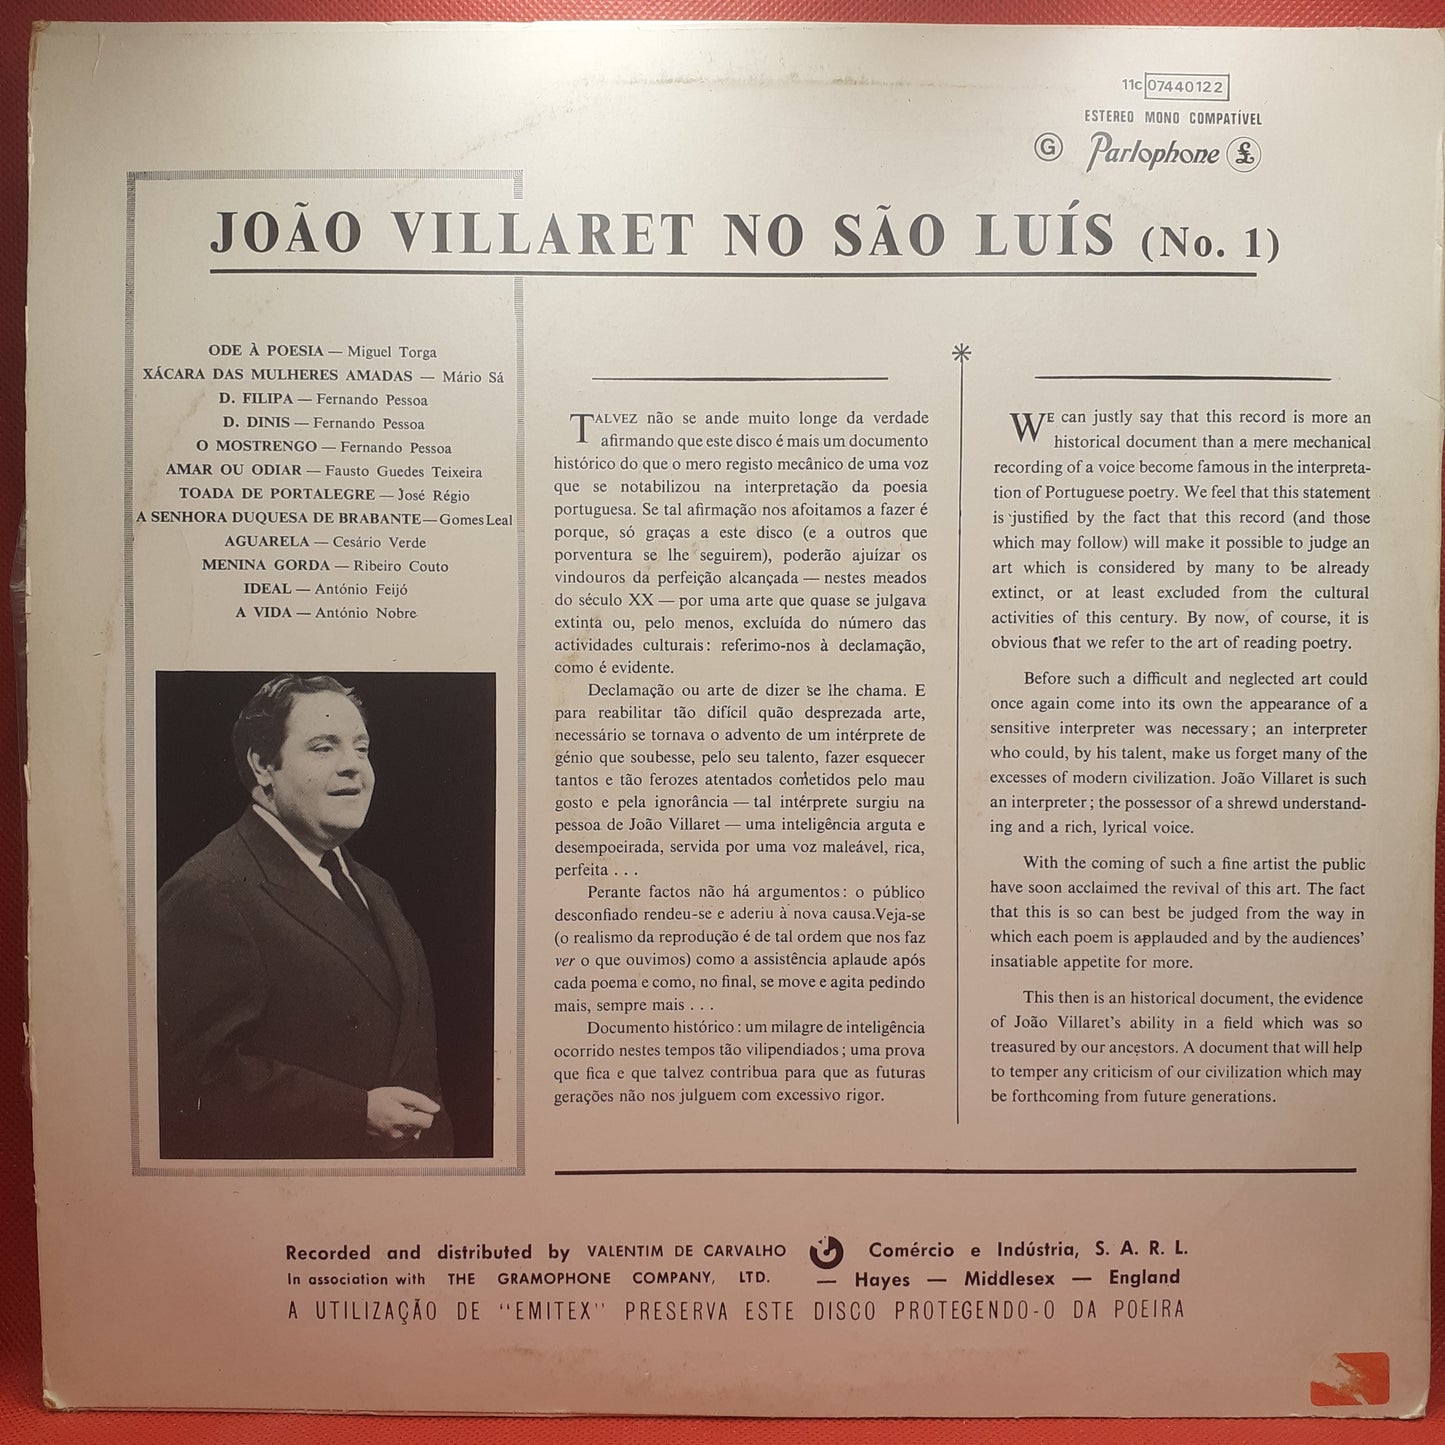 11c 07440122
ESTEREO MONO COMPATÍVEL
G Parlophone £
JOÃO VILLARET NO SÃO LUÍS (No. 1)
ODE À POESIA — Miguel Torga
XÁCARA DAS MULHERES AMADAS — Mário Sá
D. FILIPA — Fernando Pessoa
D. DINIS — Fernando Pessoa
O MOSTRENGO — Fernando Pessoa
AMAR OU ODIAR — Fausto Guedes Teixeira
TOADA DE PORTALEGRE — José Régio
A SENHORA DUQUESA DE BRABANTE — Gomes Leal
AGUARELA — Cesário Verde
MENINA GORDA — Ribeiro Couto
IDEAL — António Feijó
A VIDA — António Nobre
TALVEZ não se ande muito longe da verdade
afirmando que este disco é mais um documento
histórico do que o mero registo mecânico de uma voz
que se notabilizou na interpretação da poesia
portuguesa. Se tal afirmação nos afoitamos a fazer é
porque, só graças a este disco (e a outros que
porventura se lhe seguirem), poderão ajuízar os
vindouros da perfeição alcançada — nestes meados
do século XX — por uma arte que quase se julgava
extinta ou, pelo menos, excluída do número das
actividades culturais: referimo-nos à declamação,
como é evidente.
Declamação ou arte de dizer se lhe chama. E
para reabilitar tão difícil quão desprezada arte,
necessário se tornava o advento de um intérprete de
génio que soubesse, pelo seu talento, fazer esquecer
tantos e tão ferozes atentados cometidos pelo mau
gosto e pela ignorância — tal intérprete surgiu na
pessoa de João Villaret — uma inteligência arguta e
desempoeirada, servida por uma voz maleável, rica,
perfeita . . .
Perante factos não há argumentos: o público
desconfiado rendeu-se e aderiu à nova causa.Veja-se
(o realismo da reprodução é de tal ordem que nos faz
ver o que ouvimos) como a assistência aplaude após
cada poema e como, no final, se move e agita pedindo
mais, sempre mais . . .
Documento histórico : um milagre de inteligência
ocorrido nestes tempos tão vilipendiados ; uma prova
que fica e que talvez contribua para que as futuras
gerações não nos julguem com excessivo rigor.
WE can justly say that this record is more an
historical document than a mere mechanical
recording of a voice become famous in the interpreta-
tion of Portuguese poetry. We feel that this statement
is justified by the fact that this record (and those
which may follow) will make it possible to judge an
art which is considered by many to be already
extinct, or at least excluded from the cultural
activities of this century. By now, of course, it is
obvious that we refer to the art of reading poetry.
Before such a difficult and neglected art could
once again come into its own the appearance of a
sensitive interpreter was necessary; an interpreter
who could, by his talent, make us forget many of the
excesses of modern civilization. João Villaret is such
an interpreter ; the possessor of a shrewd understand-
ing and a rich, lyrical voice.
With the coming of such a fine artist the public
have soon acclaimed the revival of this art. The fact
that this is so can best be judged from the way in
which each poem is applauded and by the audiences'
insatiable appetite for more.
This then is an historical document, the evidence
of João Villaret's ability in a field which was so
treasured by our ancestors. A document that will help
to temper any criticism of our civilization which may
be forthcoming from future generations.
Recorded and distributed by VALENTIM DE CARVALHO Comércio e Indústria, S. A. R. L.
In association with THE GRAMOPHONE COMPANY, LTD. — Hayes — Middlesex — England
A UTILIZAÇÃO DE "EMITEX" PRESERVA ESTE DISCO PROTEGENDO-O DA POEIRA